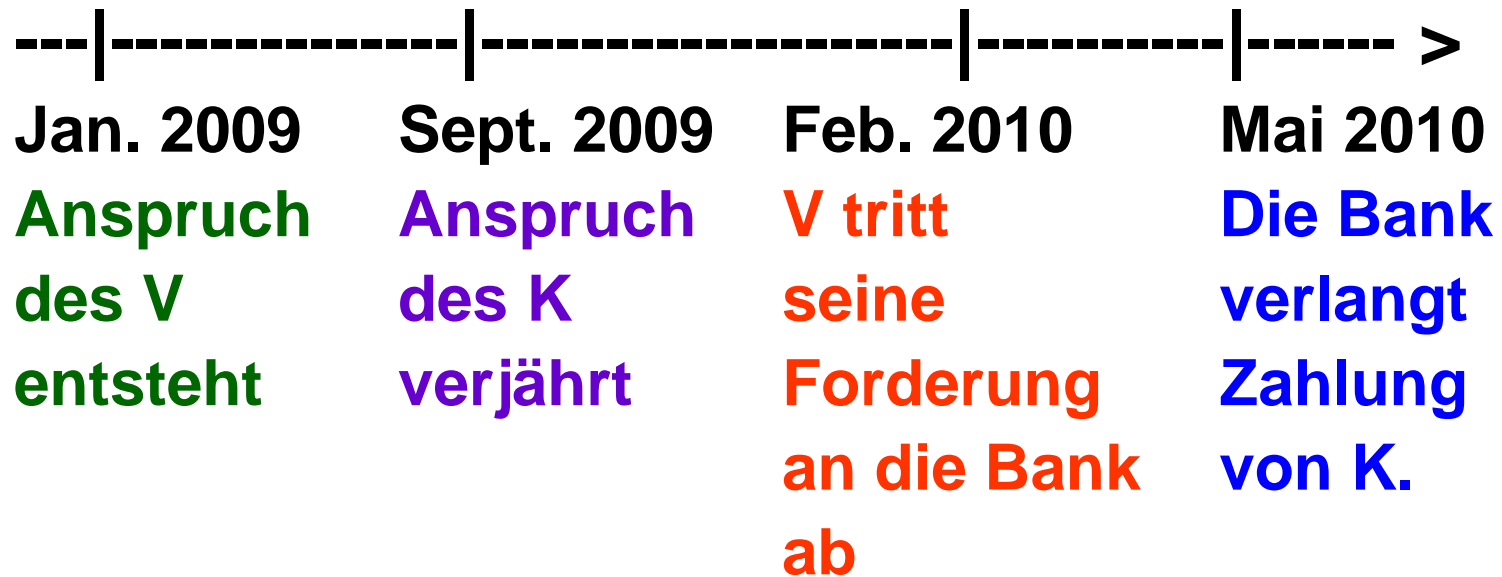 ---|---------------|--------------------|-----------|------ >
Jan. 2009 Sept. 2009 Feb. 2010 Mai 2010
Anspruch Anspruch V tritt Die Bank
des V des K seine verlangt
entsteht verjährt Forderung Zahlung
an die Bank von K.
ab